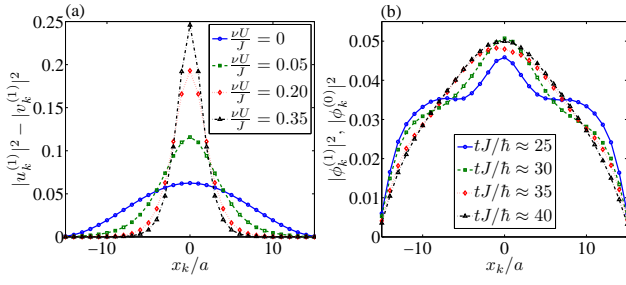 (a)
|u_k^{(1)}|^2 − |v_k^{(1)}|^2
0.25
0.2
0.15
0.1
0.05
0
−10
0
10
x_k/a
νU/J = 0
νU/J = 0.05
νU/J = 0.20
νU/J = 0.35
(b)
|ϕ_k^{(1)}|^2, |ϕ_k^{(0)}|^2
0.05
0.04
0.03
0.02
0.01
0
−10
0
10
x_k/a
tJ/ħ ≈ 25
tJ/ħ ≈ 30
tJ/ħ ≈ 35
tJ/ħ ≈ 40